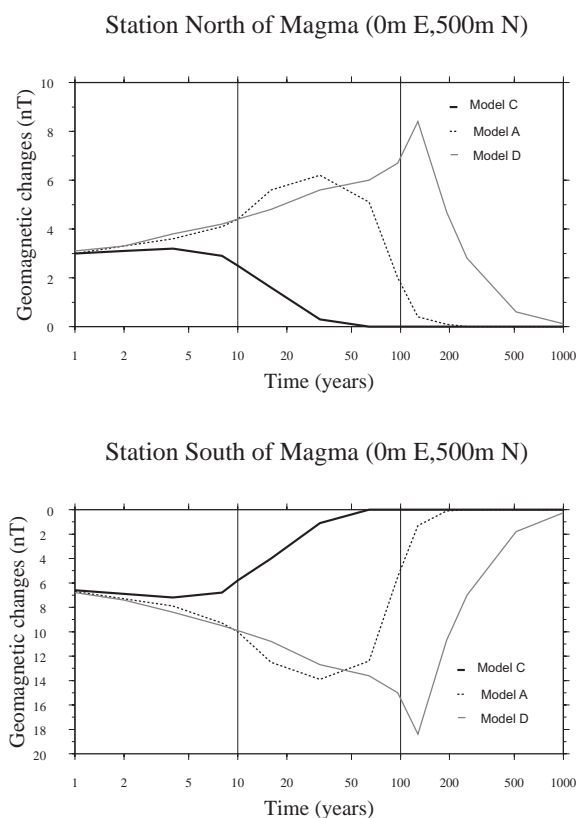 Station North of Magma (0m E,500m N)
Geomagnetic changes (nT)
10
8
6
4
2
0
Model C
Model A
Model D
1 2 5 10 20 50 100 200 500 1000
Time (years)
Station South of Magma (0m E,500m N)
Geomagnetic changes (nT)
0
2
4
6
8
10
12
14
16
18
20
Model C
Model A
Model D
1 2 5 10 20 50 100 200 500 1000
Time (years)